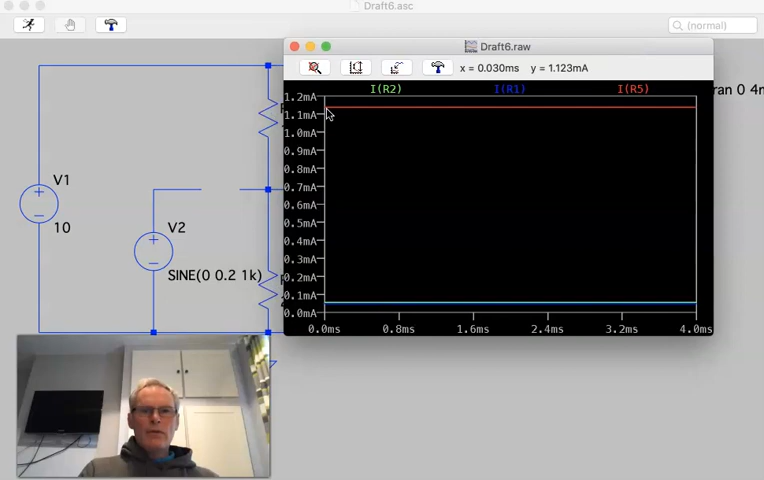 Draft6.asc
(normal)
Draft6.raw
x = 0.030ms y = 1.123mA
I(R2) I(R1) I(R5)
ran 0 4m
1.2mA
1.1mA
1.0mA
0.9mA
0.8mA
0.7mA
0.6mA
0.5mA
0.4mA
0.3mA
0.2mA
0.1mA
0.0mA
0.0ms 0.8ms 1.6ms 2.4ms 3.2ms 4.0ms
V1
10
V2
SINE(0 0.2 1k)